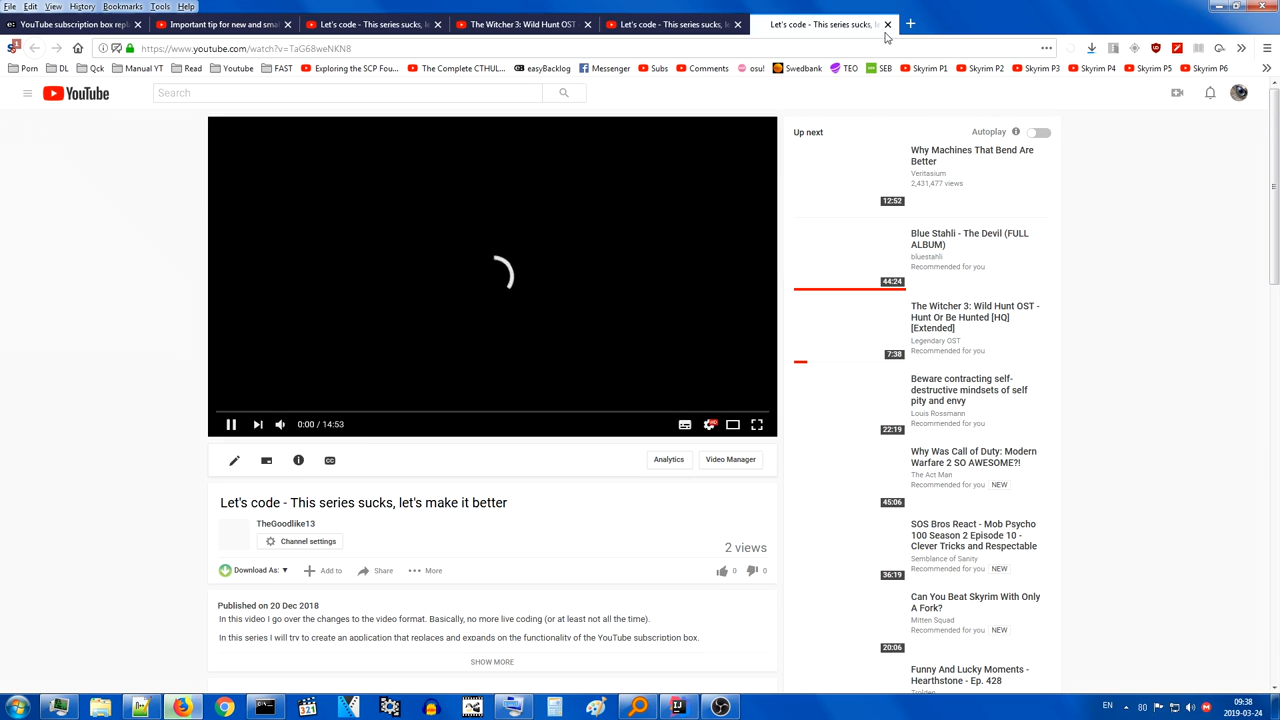 File Edit View History Bookmarks Tools Help
YouTube subscription box repl
Important tip for new and smal
Let's code - This series sucks, le
The Witcher 3: Wild Hunt OST -
Let's code - This series sucks, le
Let's code - This series sucks, le
https://www.youtube.com/watch?v=TaG68weNKN8
Porn DL Qck Manual YT Read Youtube FAST Exploring SCP Fou... The Complete CTHUL... easyBacklog Messenger Subs Comments osu! Swedbank TEO SEB Skyrim P1 Skyrim P2 Skyrim P3 Skyrim P4 Skyrim P5 Skyrim P6
YouTube
Search
Up next
Autoplay
Why Machines That Bend Are
Better
Veritasium
2,431,477 views
12:52
Blue Stahli - The Devil (FULL
ALBUM)
bluestahli
Recommended for you
44:24
The Witcher 3: Wild Hunt OST -
Hunt Or Be Hunted [HQ]
[Extended]
Legendary OST
Recommended for you
7:38
Beware contracting self-
destructive mindsets of self
pity and envy
Louis Rossmann
Recommended for you
22:19
Why Was Call of Duty: Modern
Warfare 2 SO AWESOME?!
The Act Man
Recommended for you NEW
45:06
SOS Bros React - Mob Psycho
100 Season 2 Episode 10 -
Clever Tricks and Respectable
Semblance of Sanity
Recommended for you NEW
36:19
Can You Beat Skyrim With Only
A Fork?
Mitten Squad
Recommended for you NEW
20:06
Funny And Lucky Moments -
Hearthstone - Ep. 428
Trolden
0:00 / 14:53
Analytics
Video Manager
Let's code - This series sucks, let's make it better
TheGoodlike13
Channel settings
2 views
Download As: ▼
Add to
Share
More
0
0
Published on 20 Dec 2018
In this video I go over the changes to the video format. Basically, no more live coding (or at least not all the time).
In this series I will try to create an application that replaces and expands on the functionality of the YouTube subscription box.
SHOW MORE
EN
80
09:38
2019-03-24